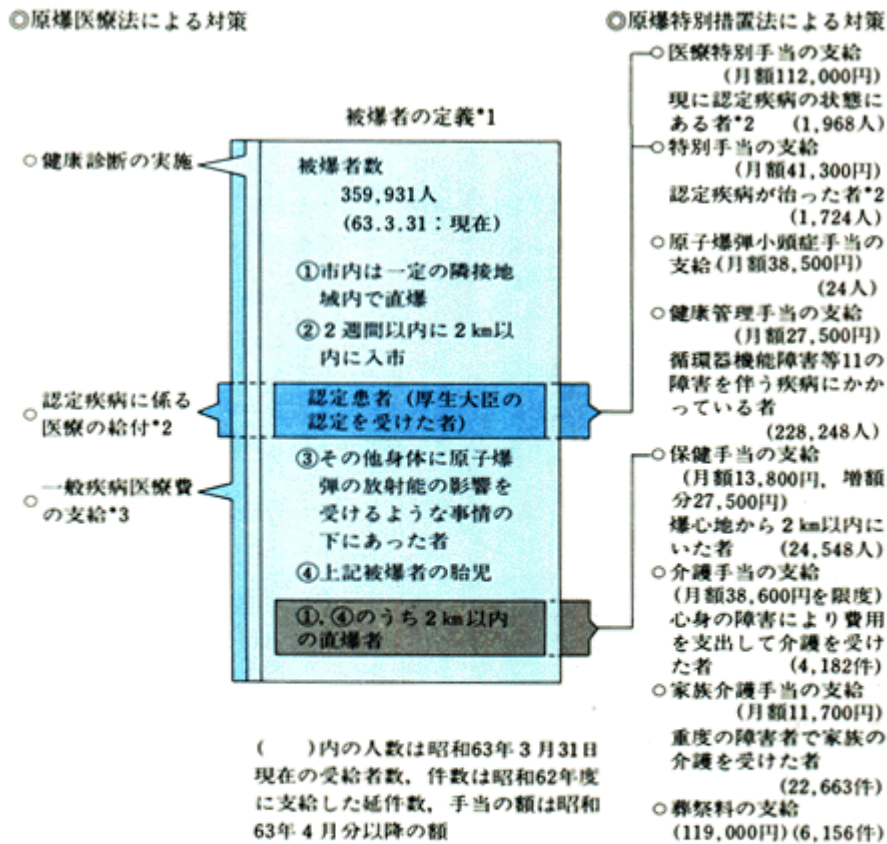 ◎原爆医療法による対策
○健康診断の実施
○認定疾病に係る
医療の給付*2
○一般疾病医療費
の支給*3
被爆者の定義*1
被爆者数
359,931人
(63.3.31：現在)
①市内は一定の隣接地
域内で直爆
②2週間以内に2km以
内に入市
認定患者（厚生大臣の
認定を受けた者）
③その他身体に原子爆
弾の放射能の影響を
受けるような事情の
下にあった者
④上記被爆者の胎児
①,④のうち2km以内
の直爆者
(　)内の人数は昭和63年3月31日
現在の受給者数，件数は昭和62年度
に支給した延件数，手当の額は昭和
63年4月分以降の額
◎原爆特別措置法による対策
○医療特別手当の支給
(月額112,000円)
現に認定疾病の状態に
ある者*2　(1,968人)
○特別手当の支給
(月額41,300円)
認定疾病が治った者*2
(1,724人)
○原子爆弾小頭症手当の
支給(月額38,500円)
(24人)
○健康管理手当の支給
(月額27,500円)
循環器機能障害等11の
障害を伴う疾病にかか
っている者
(228,248人)
○保健手当の支給
(月額13,800円，増額
分27,500円)
爆心地から2km以内に
いた者　(24,548人)
○介護手当の支給
(月額38,600円を限度)
心身の障害により費用
を支出して介護を受け
た者　(4,182件)
○家族介護手当の支給
(月額11,700円)
重度の障害者で家族の
介護を受けた者
(22,663件)
○葬祭料の支給
(119,000円)(6,156件)